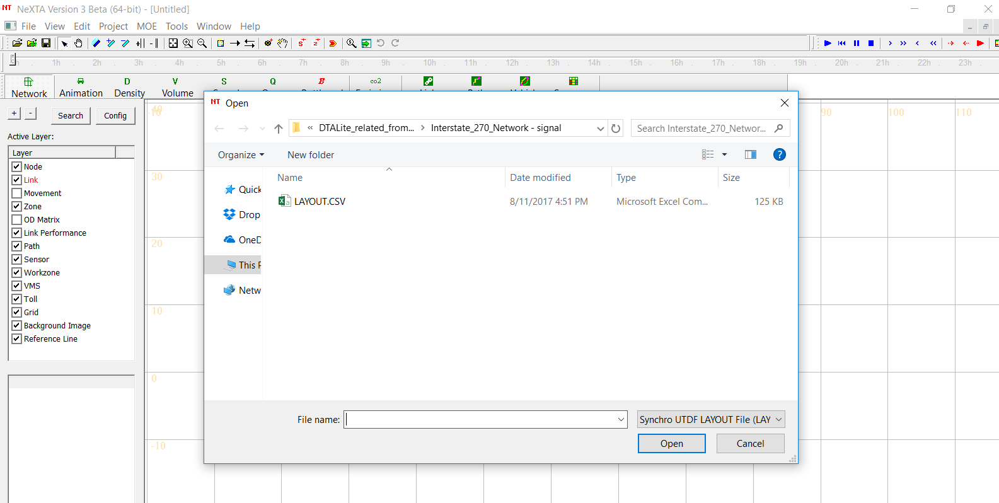 NT NeXTA Version 3 Beta (64-bit) - [Untitled]
File View Edit Project MOE Tools Window Help
1h 2h 3h 4h 5h 6h 7h 8h 9h 10h 11h 12h 13h 14h 15h 16h 17h 18h 19h 20h 21h 22h 23h
D V S Q B co2
Network Animation Density Volume
+ - Search Config
Active Layer:
Layer
Node
Link
Movement
Zone
OD Matrix
Link Performance
Path
Sensor
Workzone
VMS
Toll
Grid
Background Image
Reference Line
40
30
20
10
0
-10
90 100 110
NT Open
« DTALite_related_from... > Interstate_270_Network - signal
Search Interstate_270_Networ...
Organize New folder
?
Name Date modified Type Size
Quick
Drop
OneD
This P
Netw
LAYOUT.CSV 8/11/2017 4:51 PM Microsoft Excel Com... 125 KB
File name: Synchro UTDF LAYOUT File (LAY
Open Cancel